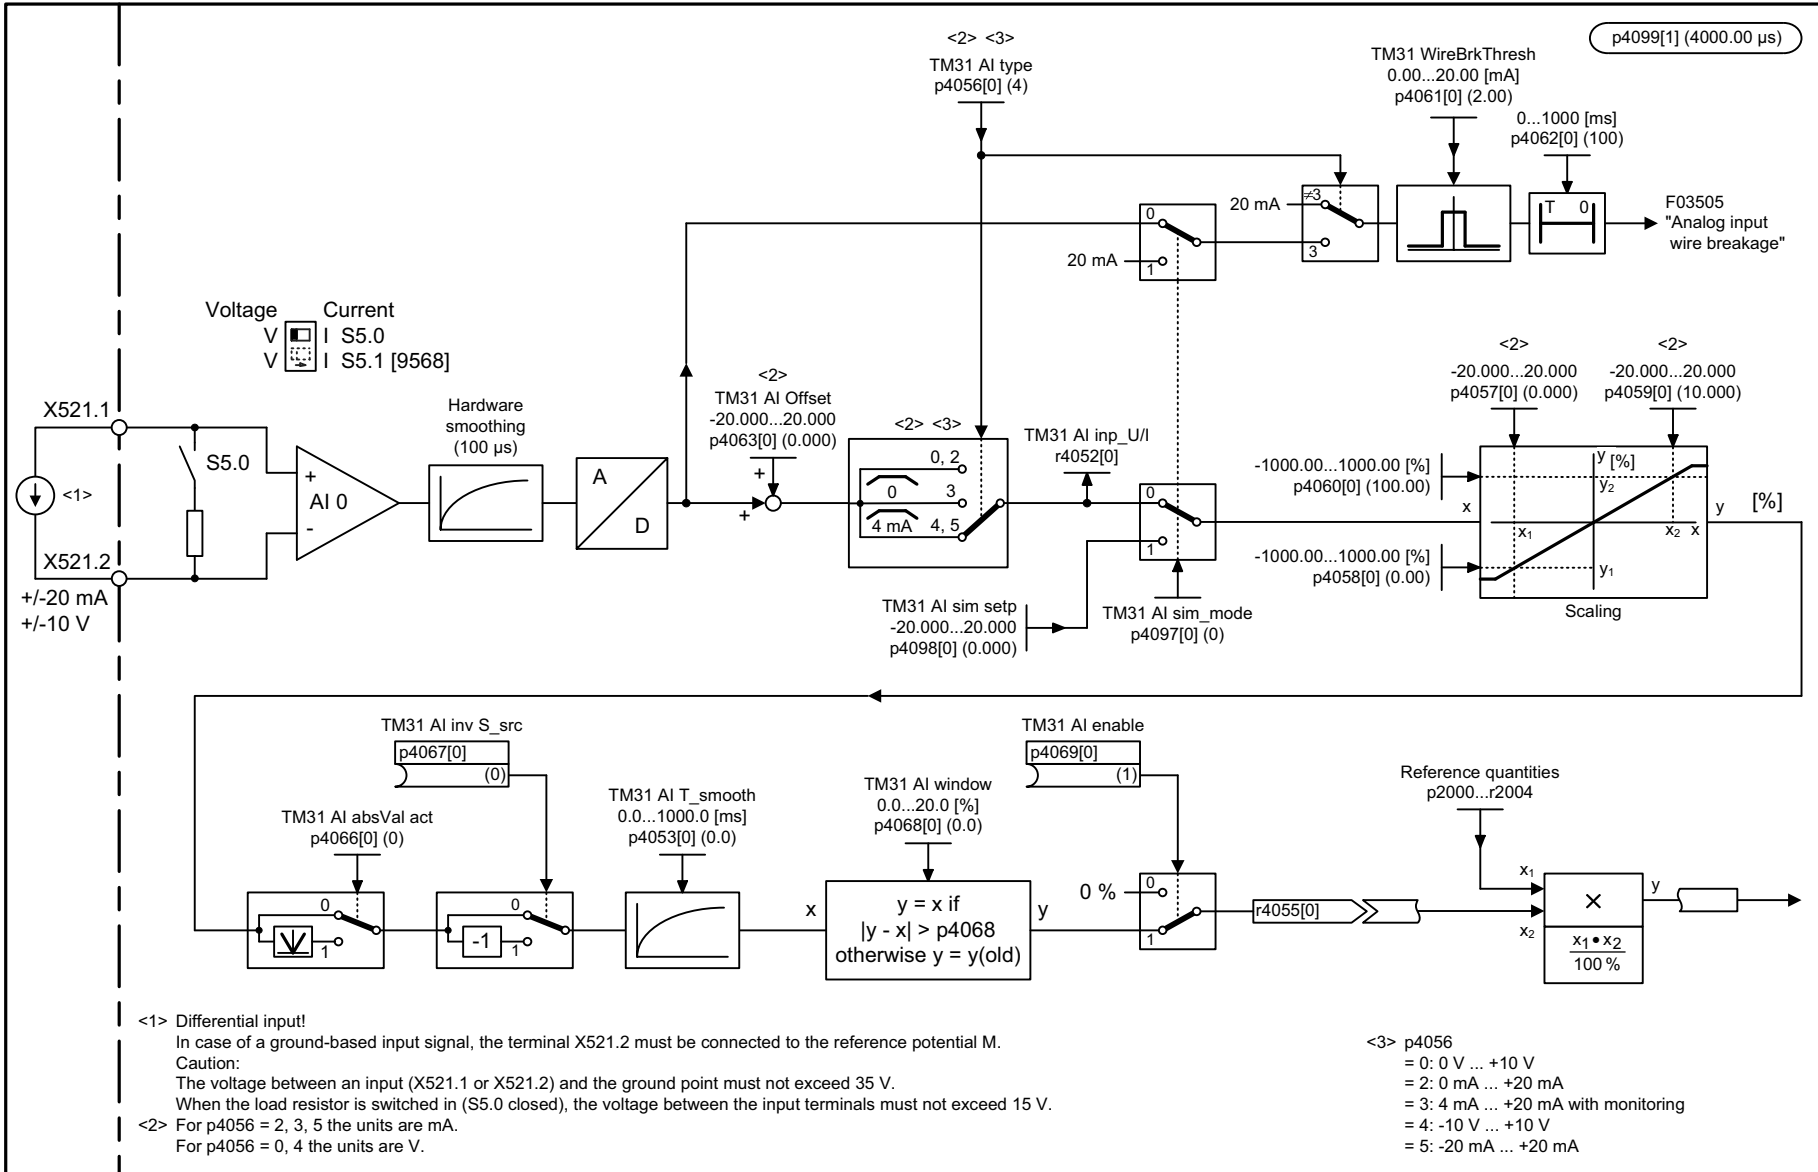 p4099[1] (4000.00 µs)
<2> <3>
TM31 AI type
p4056[0] (4)
TM31 WireBrkThresh
0.00...20.00 [mA]
p4061[0] (2.00)
0...1000 [ms]
p4062[0] (100)
0
20 mA
1
20 mA
≠3
3
T 0
F03505
"Analog input
wire breakage"
Voltage Current
V I S5.0
V I S5.1 [9568]
X521.1
S5.0
<1>
X521.2
+/-20 mA
+/-10 V
+
AI 0
-
Hardware
smoothing
(100 µs)
A
D
<2>
TM31 AI Offset
-20.000...20.000
p4063[0] (0.000)
+
+
<2> <3>
0, 2
0
3
4 mA
4, 5
TM31 AI inp_U/I
r4052[0]
0
1
TM31 AI sim setp
-20.000...20.000
p4098[0] (0.000)
TM31 AI sim_mode
p4097[0] (0)
<2>
-20.000...20.000
p4057[0] (0.000)
<2>
-20.000...20.000
p4059[0] (10.000)
-1000.00...1000.00 [%]
p4060[0] (100.00)
-1000.00...1000.00 [%]
p4058[0] (0.00)
x
y [%]
y2
x1
x2 x
y1
y
[%]
Scaling
TM31 AI absVal act
p4066[0] (0)
0
1
TM31 AI inv S_src
p4067[0]
(0)
0
-1
1
TM31 AI T_smooth
0.0...1000.0 [ms]
p4053[0] (0.0)
TM31 AI window
0.0...20.0 [%]
p4068[0] (0.0)
x
y = x if
|y - x| > p4068
otherwise y = y(old)
y
TM31 AI enable
p4069[0]
(1)
0 %
0
1
r4055[0]
Reference quantities
p2000...r2004
x1
x2
×
x1 • x2
100 %
y
<1> Differential input!
In case of a ground-based input signal, the terminal X521.2 must be connected to the reference potential M.
Caution:
The voltage between an input (X521.1 or X521.2) and the ground point must not exceed 35 V.
When the load resistor is switched in (S5.0 closed), the voltage between the input terminals must not exceed 15 V.
<2> For p4056 = 2, 3, 5 the units are mA.
For p4056 = 0, 4 the units are V.
<3> p4056
= 0: 0 V ... +10 V
= 2: 0 mA ... +20 mA
= 3: 4 mA ... +20 mA with monitoring
= 4: -10 V ... +10 V
= 5: -20 mA ... +20 mA